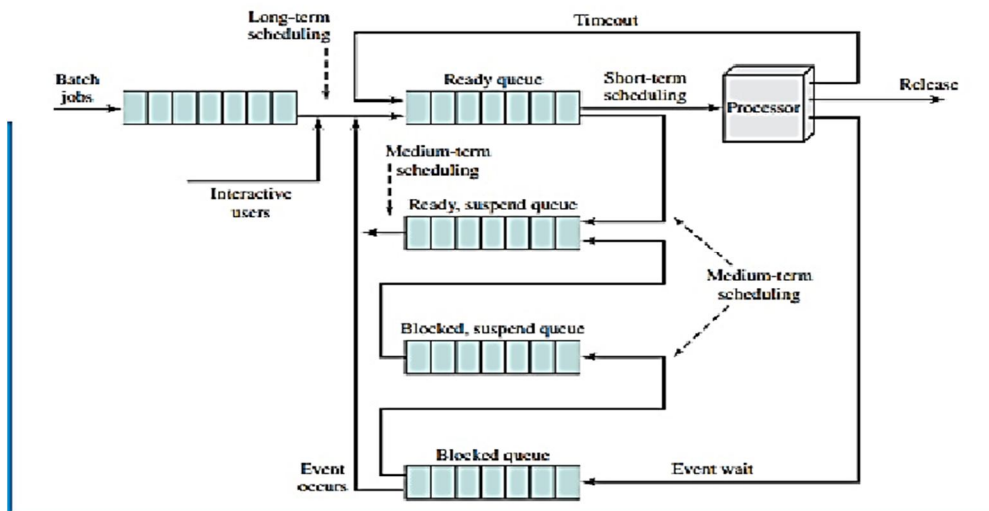 Timeout
Long-term
scheduling
Batch
jobs
Ready queue
Short-term
scheduling
Processor
Release
Medium-term
scheduling
Interactive
users
Ready, suspend queue
Medium-term
scheduling
Blocked, suspend queue
Blocked queue
Event
occurs
Event wait